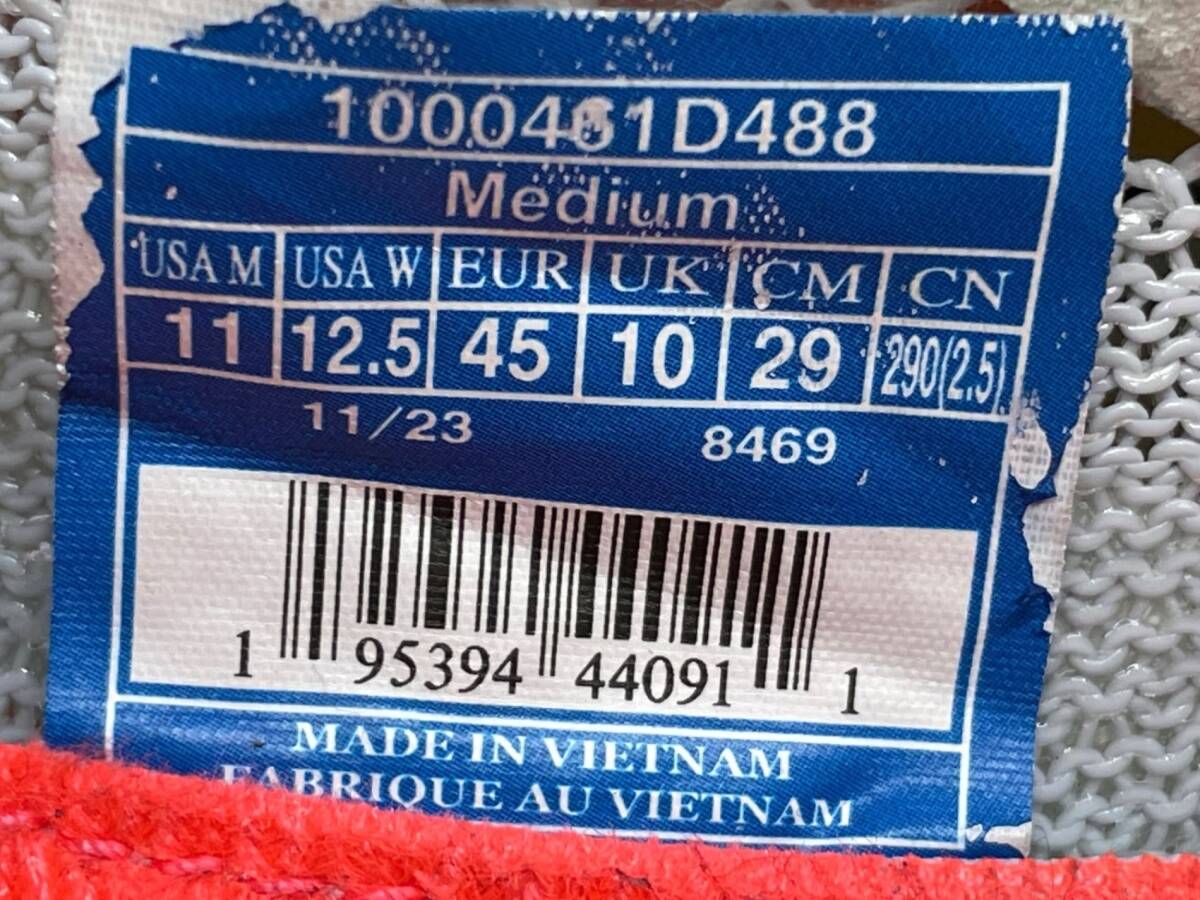 1000461D488
Medium
USA M USA W EUR UK CM CN
11 12.5 45 10 29 290(2.5)
11/23 8469
1 95394 44091 1
MADE IN VIETNAM
FABRIQUE AU VIETNAM